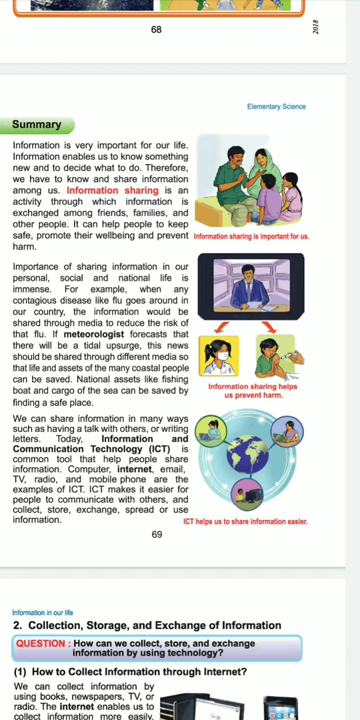 68
2018
Elementary Science
Summary
Information is very important for our life.
Information enables us to know something
new and to decide what to do. Therefore,
we have to know and share information
among us. Information sharing is an
activity through which information is
exchanged among friends, families, and
other people. It can help people to keep
safe, promote their wellbeing and prevent
harm.
Information sharing is important for us.
Importance of sharing information in our
personal, social and national life is
immense. For example, when any
contagious disease like flu goes around in
our country, the information would be
shared through media to reduce the risk of
that flu. If meteorologist forecasts that
there will be a tidal upsurge, this news
should be shared through different media so
that life and assets of the many coastal people
can be saved. National assets like fishing
boat and cargo of the sea can be saved by
finding a safe place.
Information sharing helps
us prevent harm.
We can share information in many ways
such as having a talk with others, or writing
letters. Today, Information and
Communication Technology (ICT) is
common tool that help people share
information. Computer, internet, email,
TV, radio, and mobile phone are the
examples of ICT. ICT makes it easier for
people to communicate with others, and
collect, store, exchange, spread or use
information.
ICT helps us to share information easier.
69
Information in our life
2. Collection, Storage, and Exchange of Information
QUESTION : How can we collect, store, and exchange
information by using technology?
(1) How to Collect Information through Internet?
We can collect information by
using books, newspapers, TV, or
radio. The internet enables us to
collect information more easily.